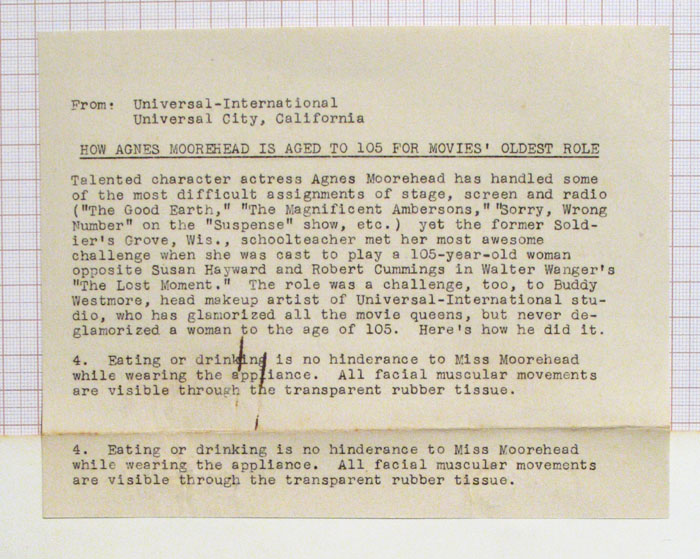 From: Universal-International
Universal City, California
HOW AGNES MOOREHEAD IS AGED TO 105 FOR MOVIES' OLDEST ROLE
Talented character actress Agnes Moorehead has handled some
of the most difficult assignments of stage, screen and radio
("The Good Earth," "The Magnificent Ambersons," "Sorry, Wrong
Number" on the "Suspense" show, etc.) yet the former Sold-
ier's Grove, Wis., schoolteacher met her most awesome
challenge when she was cast to play a 105-year-old woman
opposite Susan Hayward and Robert Cummings in Walter Wanger's
"The Lost Moment." The role was a challenge, too, to Buddy
Westmore, head makeup artist of Universal-International stu-
dio, who has glamorized all the movie queens, but never de-
glamorized a woman to the age of 105. Here's how he did it.
4. Eating or drinking is no hinderance to Miss Moorehead
while wearing the appliance. All facial muscular movements
are visible through the transparent rubber tissue.
4. Eating or drinking is no hinderance to Miss Moorehead
while wearing the appliance. All facial muscular movements
are visible through the transparent rubber tissue.